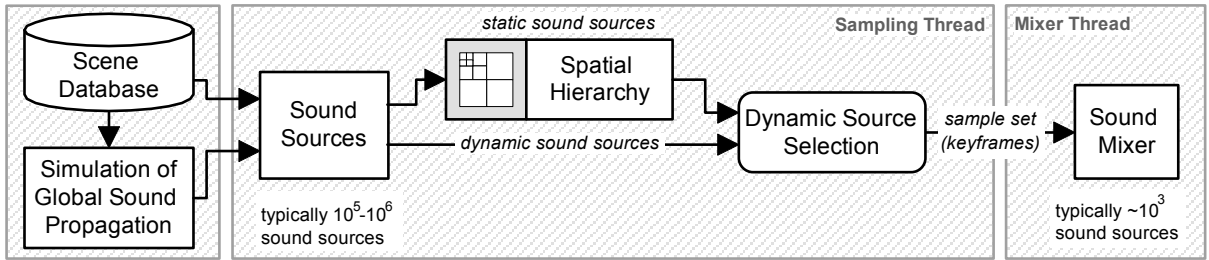 Scene
Database
Simulation of
Global Sound
Propagation
Sampling Thread
static sound sources
Sound
Sources
Spatial
Hierarchy
dynamic sound sources
typically 10^5-10^6
sound sources
Dynamic Source
Selection
sample set
(keyframes)
Mixer Thread
Sound
Mixer
typically ~10^3
sound sources